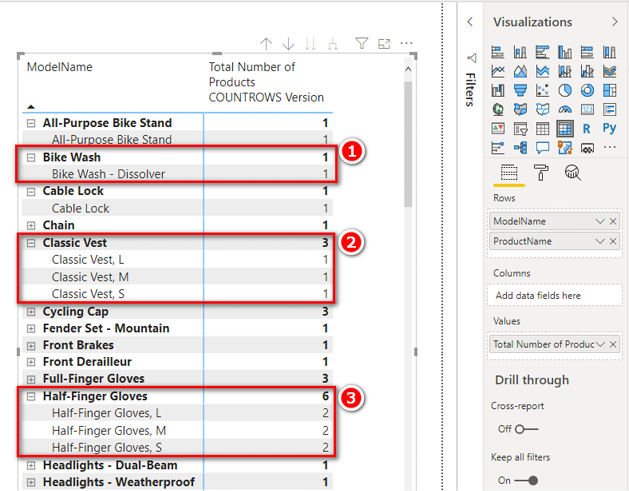 Visualizations
Filters
ModelName
Total Number of
Products
COUNTROWS Version
All-Purpose Bike Stand 1
All-Purpose Bike Stand 1
Bike Wash 1
Bike Wash - Dissolver 1
1
Cable Lock 1
Cable Lock 1
Chain 1
Classic Vest 3
2
Classic Vest, L 1
Classic Vest, M 1
Classic Vest, S 1
Cycling Cap 3
Fender Set - Mountain 1
Front Brakes 1
Front Derailleur 1
Full-Finger Gloves 3
Half-Finger Gloves 6
3
Half-Finger Gloves, L 2
Half-Finger Gloves, M 2
Half-Finger Gloves, S 2
Headlights - Dual-Beam 1
Headlights - Weatherproof 1
R Py
Rows
ModelName
ProductName
Columns
Add data fields here
Values
Total Number of Produc
Drill through
Cross-report
Off
Keep all filters
On